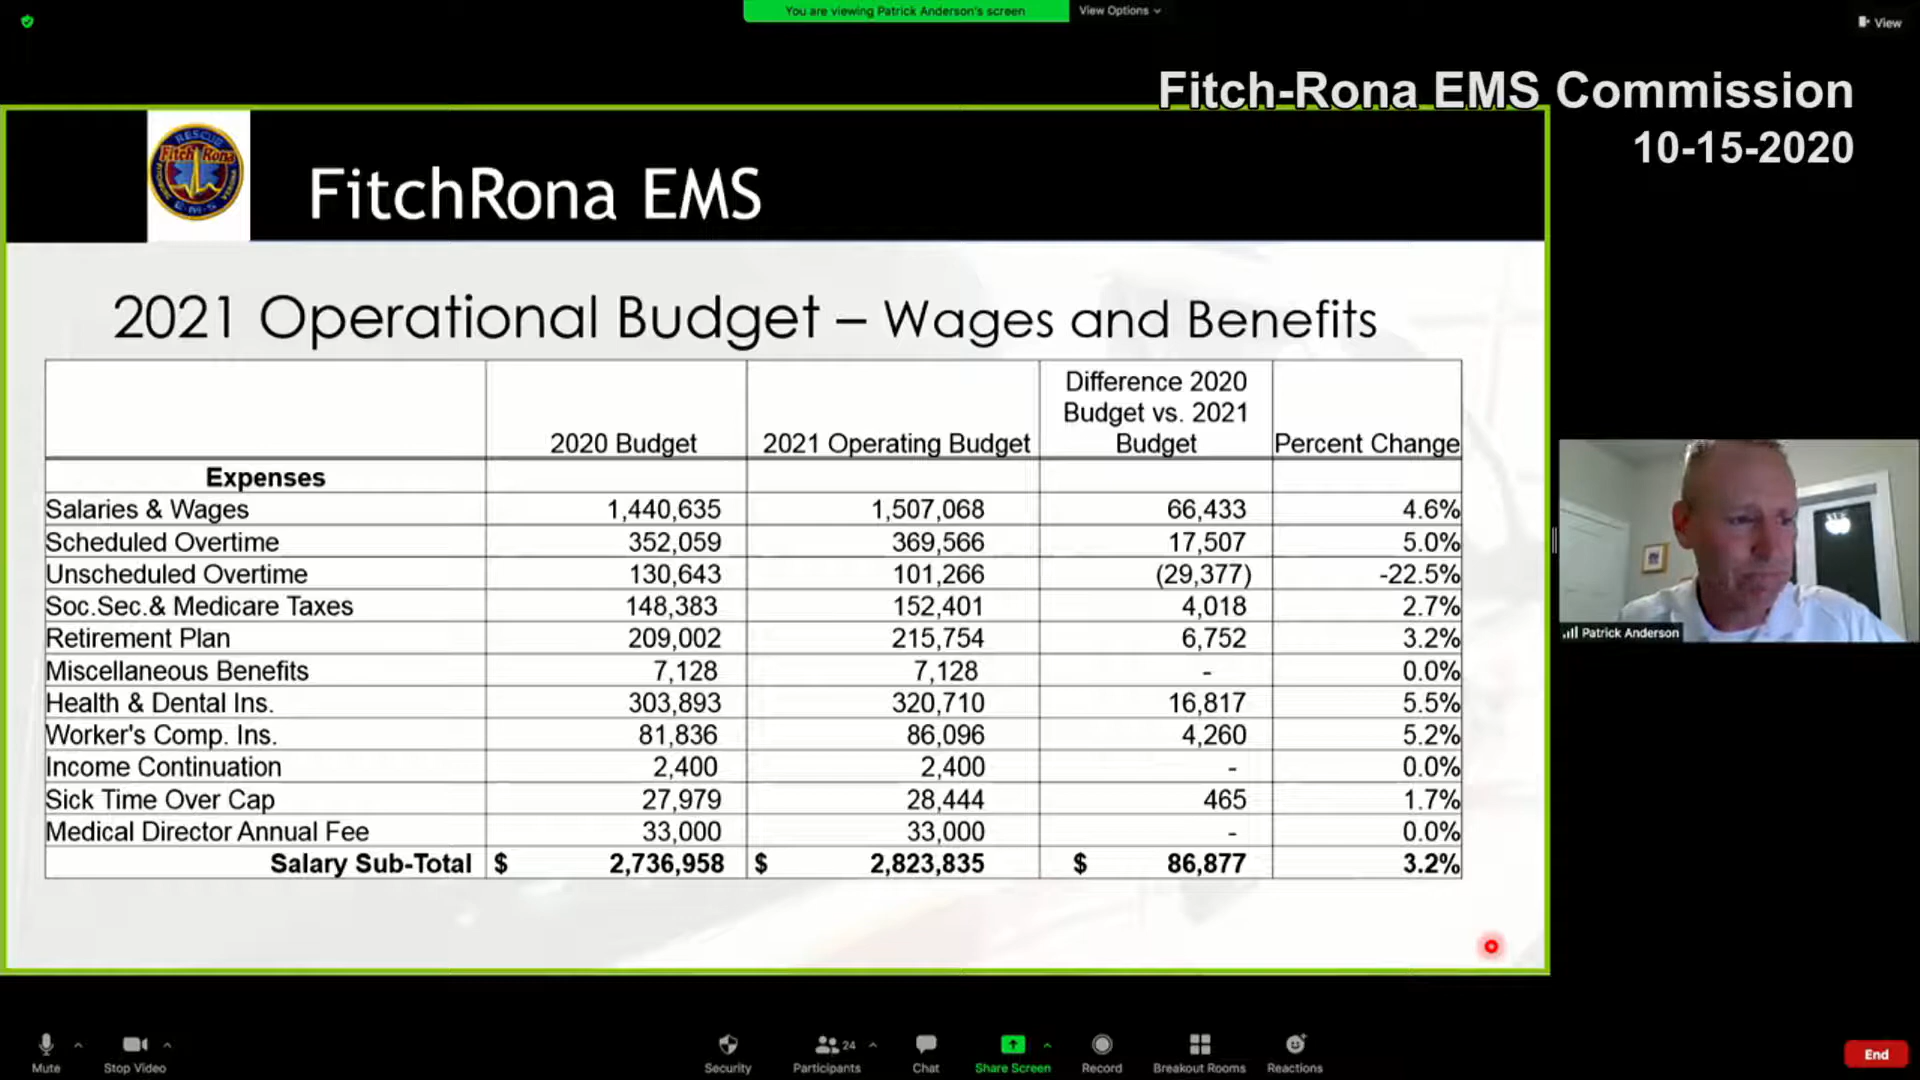 You are viewing Patrick Anderson's screen
View Options
View
Fitch-Rona EMS Commission
10-15-2020
RESCUE
Fitch Rona
FITCHBURG
VERONA
E·M·S
FitchRona EMS
2021 Operational Budget – Wages and Benefits
2020 Budget 2021 Operating Budget Difference 2020 Budget vs. 2021 Budget Percent Change
Expenses
Salaries & Wages 1,440,635 1,507,068 66,433 4.6%
Scheduled Overtime 352,059 369,566 17,507 5.0%
Unscheduled Overtime 130,643 101,266 (29,377) -22.5%
Soc.Sec.& Medicare Taxes 148,383 152,401 4,018 2.7%
Retirement Plan 209,002 215,754 6,752 3.2%
Miscellaneous Benefits 7,128 7,128 - 0.0%
Health & Dental Ins. 303,893 320,710 16,817 5.5%
Worker's Comp. Ins. 81,836 86,096 4,260 5.2%
Income Continuation 2,400 2,400 - 0.0%
Sick Time Over Cap 27,979 28,444 465 1.7%
Medical Director Annual Fee 33,000 33,000 - 0.0%
Salary Sub-Total $ 2,736,958 $ 2,823,835 $ 86,877 3.2%
Patrick Anderson
Mute
Stop Video
Security
24
Participants
Chat
Share Screen
Record
Breakout Rooms
Reactions
End